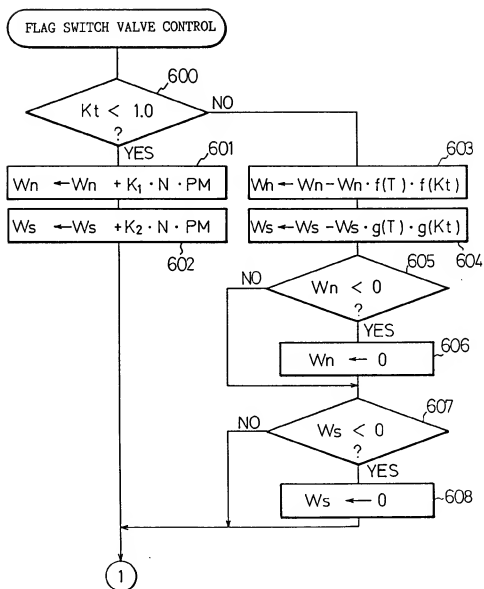 FLAG SWITCH VALVE CONTROL
600
Kt < 1.0
?
NO
YES
601
Wn ← Wn + K₁ · N · PM
Ws ← Ws + K₂ · N · PM
602
603
Wn ← Wn − Wn · f(T) · f(Kt)
Ws ← Ws − Ws · g(T) · g(Kt)
604
605
NO
Wn < 0
?
YES
Wn ← 0
606
607
NO
Ws < 0
?
YES
Ws ← 0
608
1